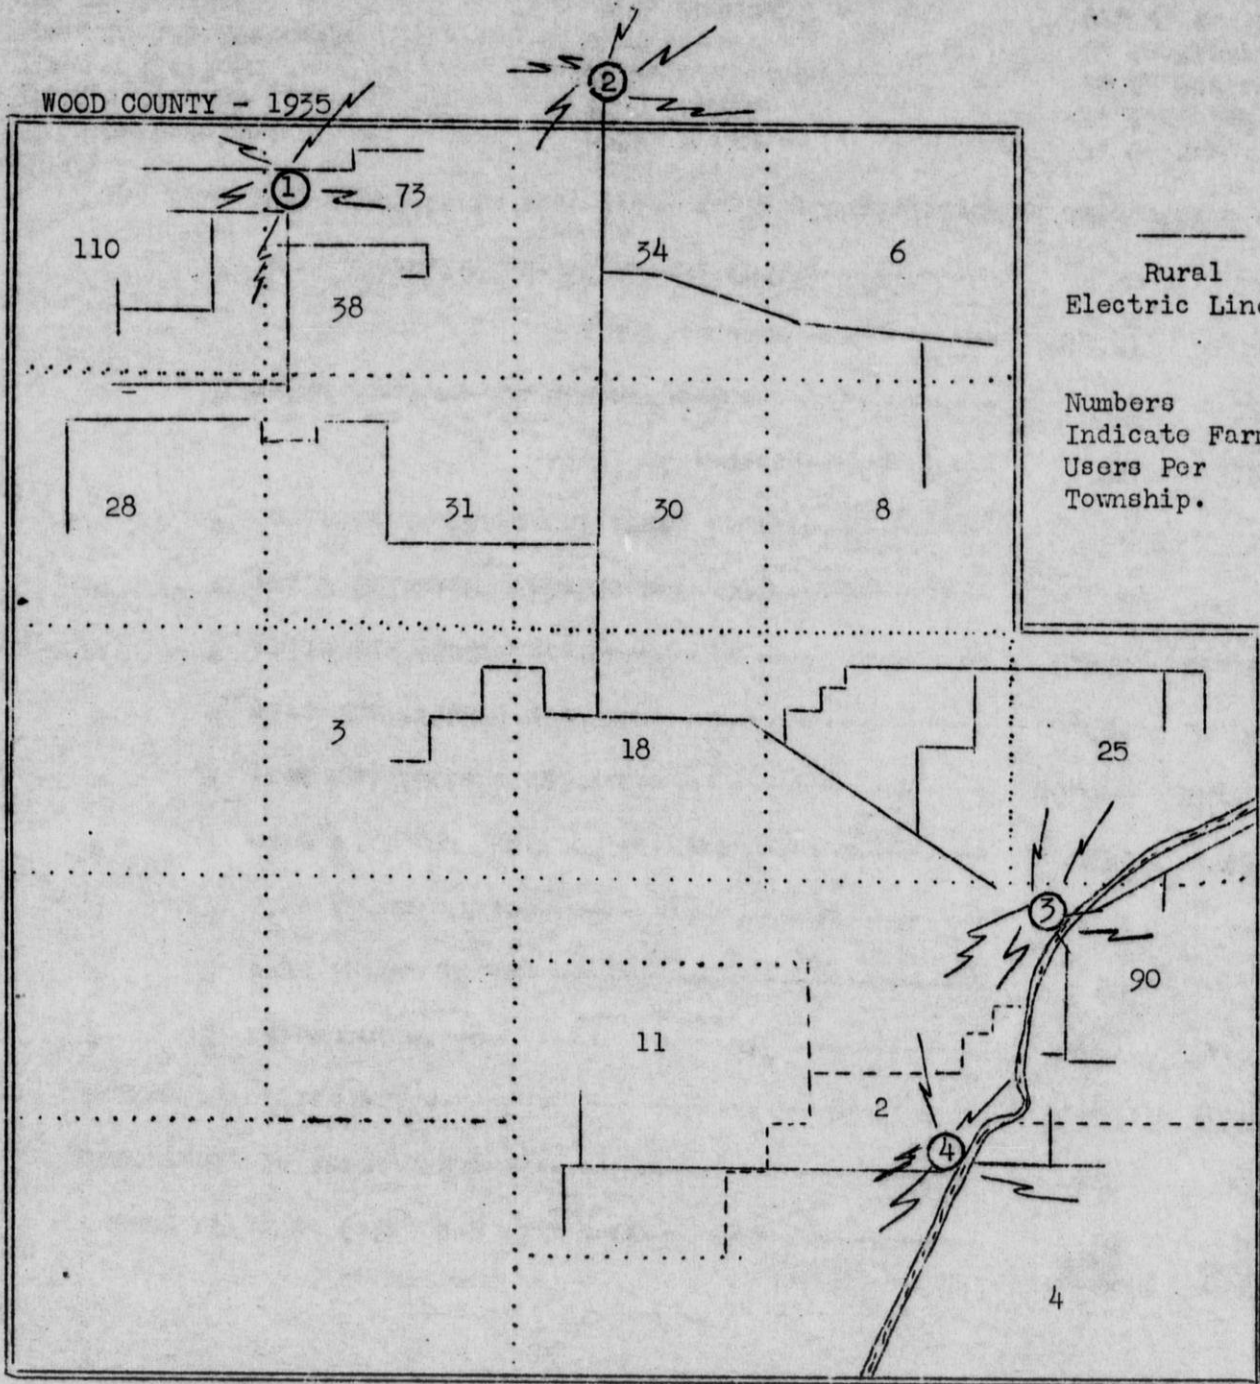 WOOD COUNTY - 1935
2
1
73
110
34
6
38
Rural
Electric Line
Numbers
Indicate Farm
Users Per
Township.
28
31
30
8
3
18
25
3
90
11
2
4
4